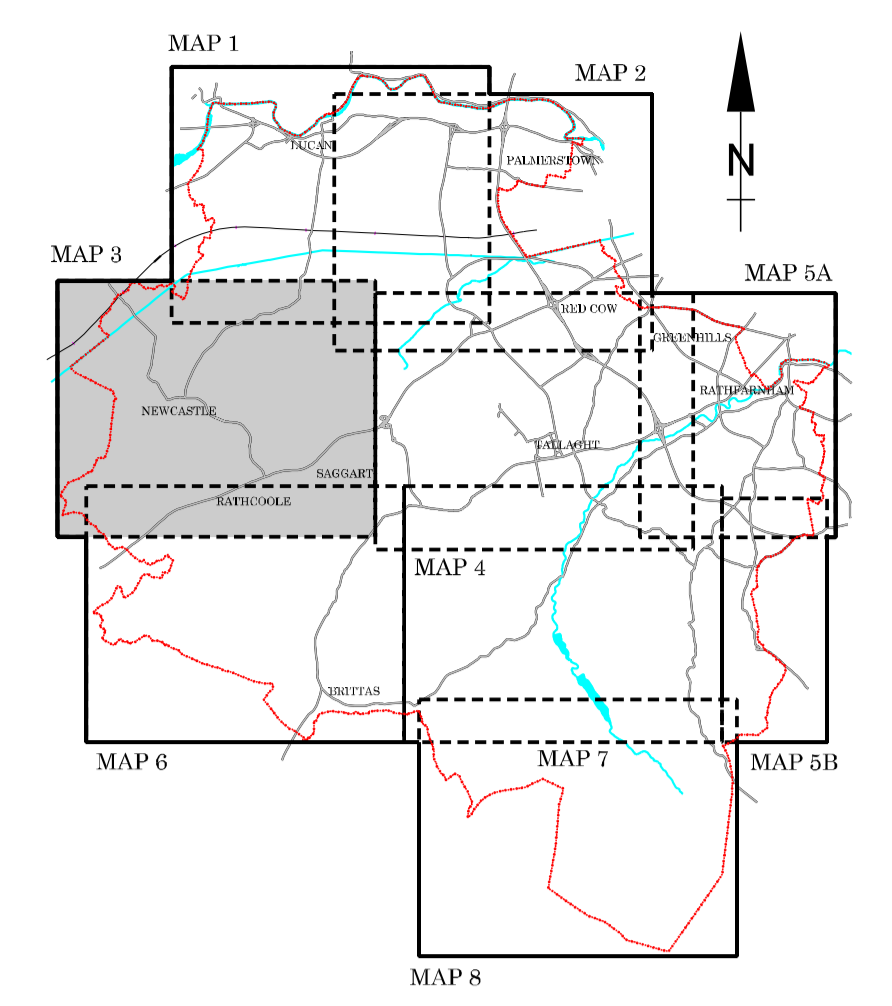 MAP 1
MAP 2
LUCAN
PALMERSTOWN
N
MAP 3
MAP 5A
RED COW
GREENHILLS
RATHFARNHAM
NEWCASTLE
TALLAGHT
SAGGART
RATHCOOLE
MAP 4
BRITTAS
MAP 6
MAP 7
MAP 5B
MAP 8